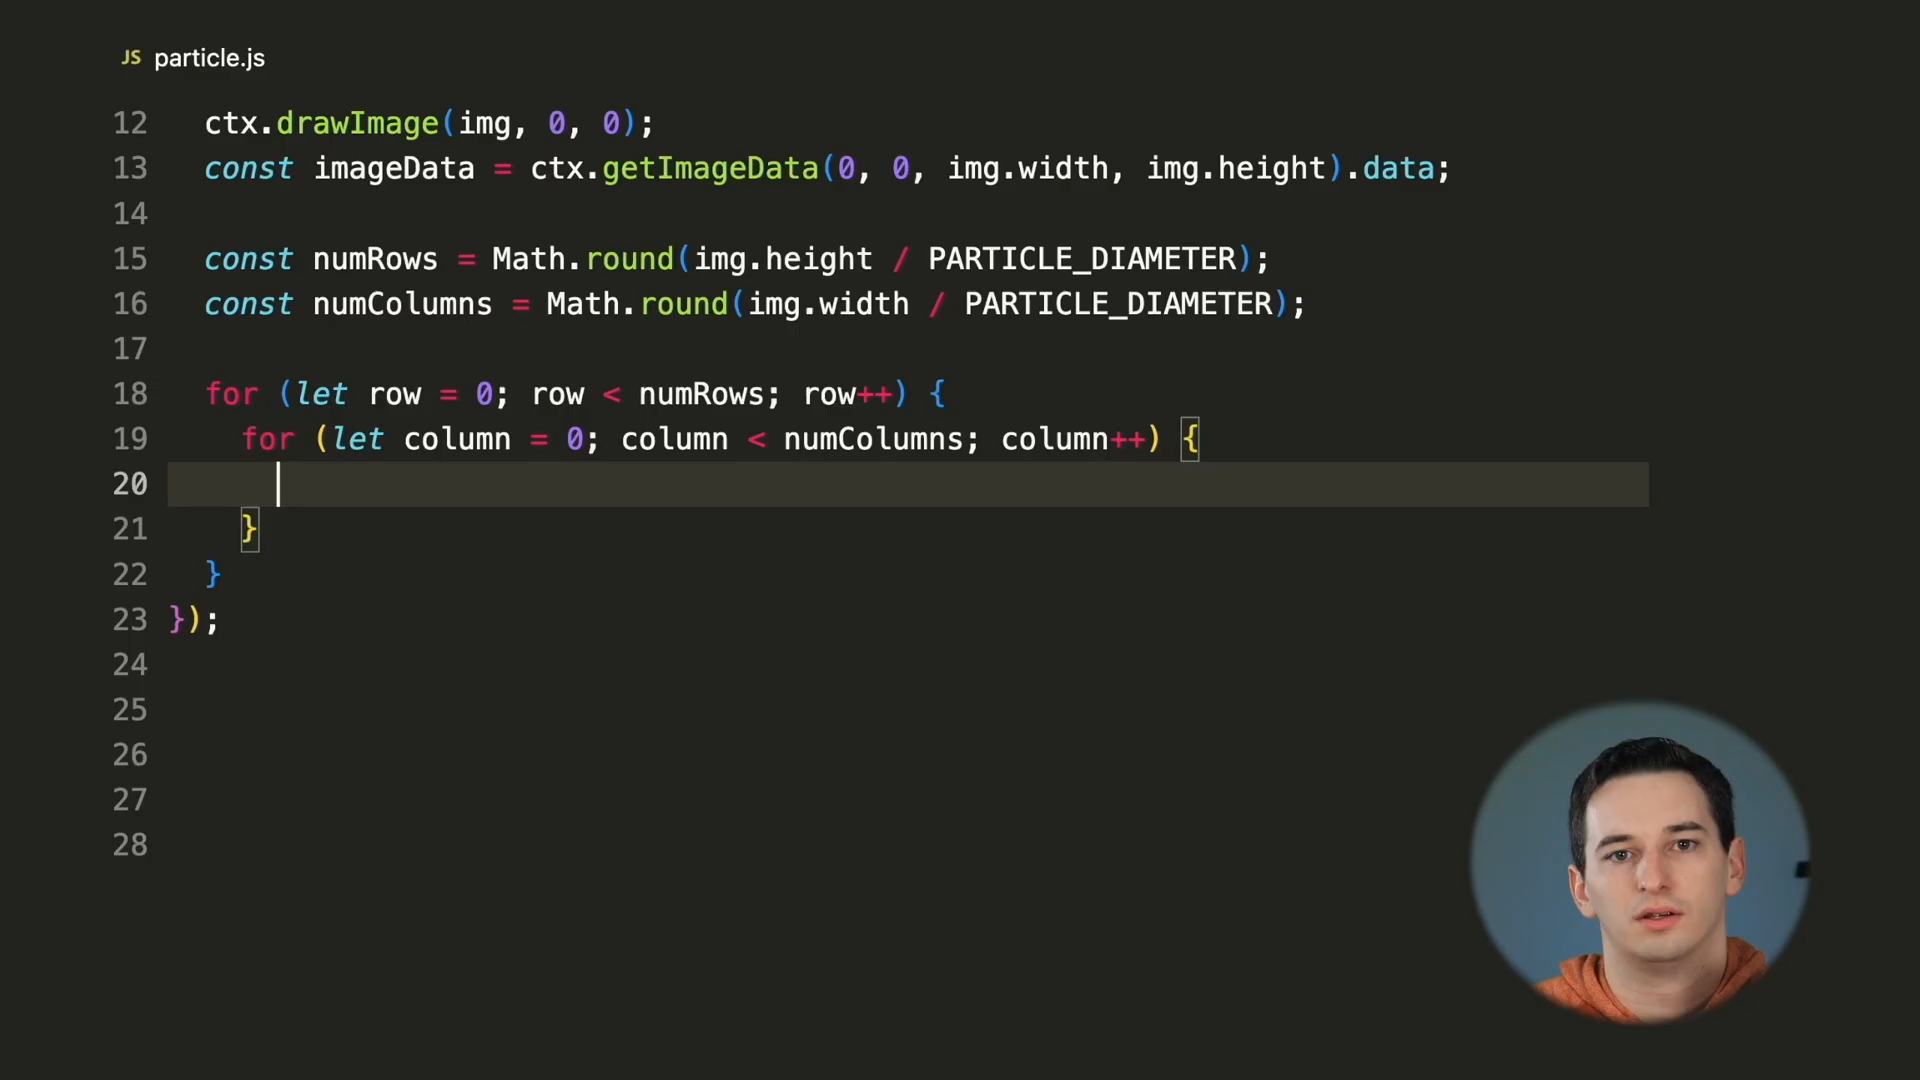 JS particle.js
12 ctx.drawImage(img, 0, 0);
13 const imageData = ctx.getImageData(0, 0, img.width, img.height).data;
14
15 const numRows = Math.round(img.height / PARTICLE_DIAMETER);
16 const numColumns = Math.round(img.width / PARTICLE_DIAMETER);
17
18 for (let row = 0; row < numRows; row++) {
19 for (let column = 0; column < numColumns; column++) {
20
21 }
22 }
23 });
24
25
26
27
28